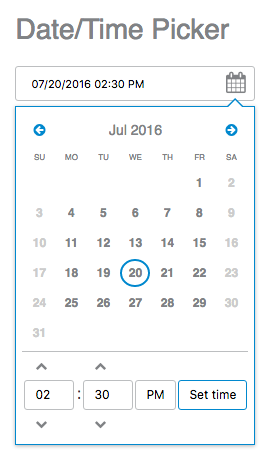 Date/Time Picker
07/20/2016 02:30 PM
Jul 2016
SU MO TU WE TH FR SA
1 2
3 4 5 6 7 8 9
10 11 12 13 14 15 16
17 18 19 20 21 22 23
24 25 26 27 28 29 30
31
02 : 30 PM Set time